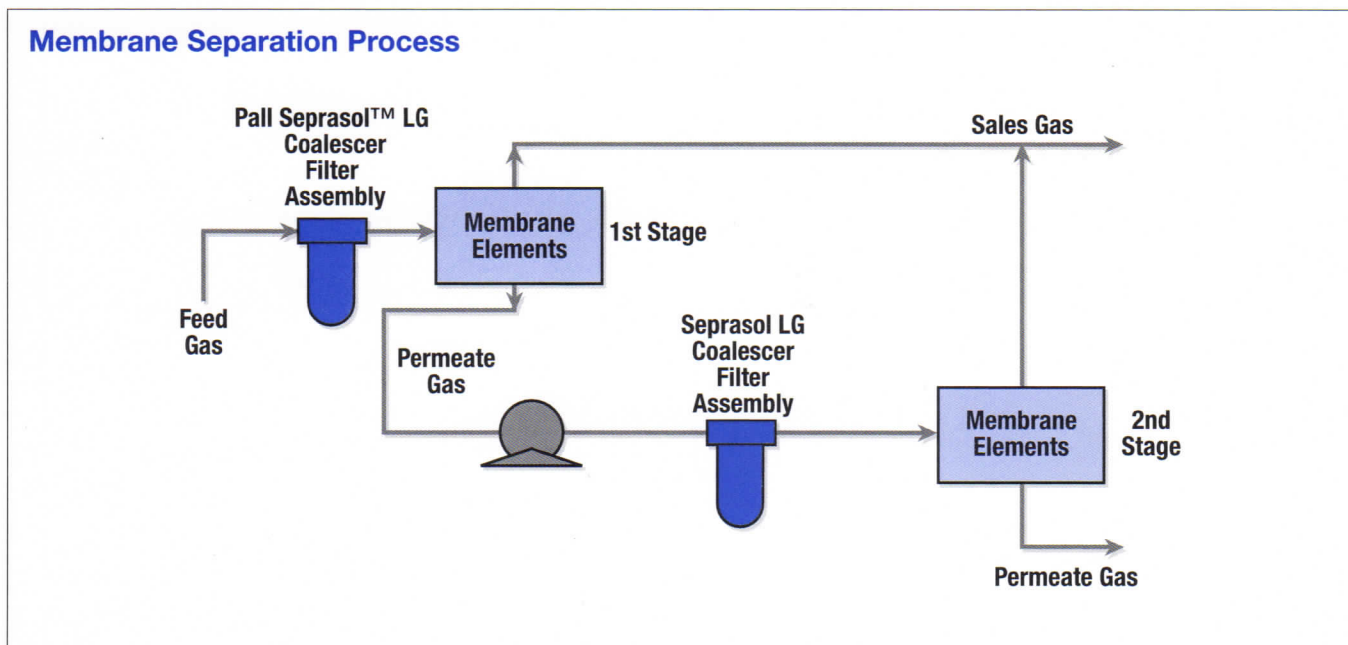 Membrane Separation Process
Pall Seprasol™ LG
Coalescer
Filter
Assembly
Sales Gas
Membrane
Elements
1st Stage
Feed
Gas
Permeate
Gas
Seprasol LG
Coalescer
Filter
Assembly
Membrane
Elements
2nd
Stage
Permeate Gas